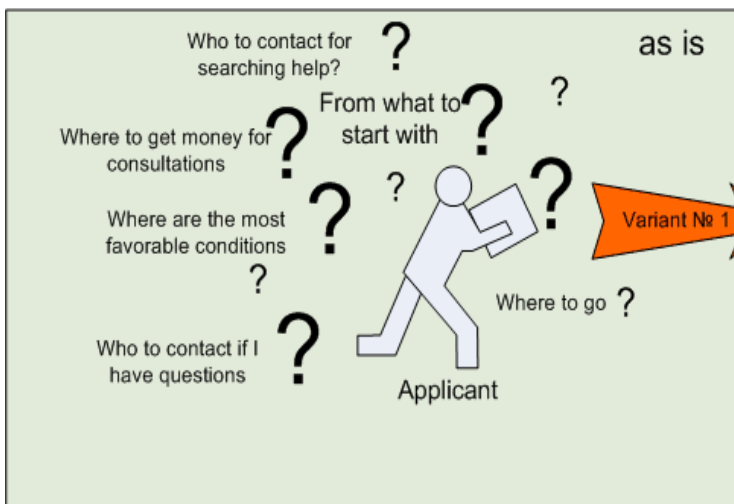 Who to contact for
searching help?
?
as is
From what to
start with
?
?
Where to get money for
consultations
?
?
?
Where are the most
favorable conditions
?
Variant № 1
?
Where to go ?
Who to contact if I
have questions
?
Applicant